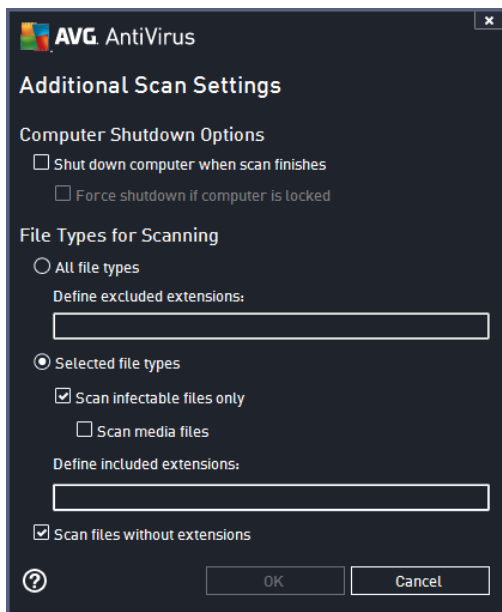 AVG. AntiVirus
Additional Scan Settings
Computer Shutdown Options
Shut down computer when scan finishes
Force shutdown if computer is locked
File Types for Scanning
All file types
Define excluded extensions:
Selected file types
Scan infectable files only
Scan media files
Define included extensions:
Scan files without extensions
OK
Cancel